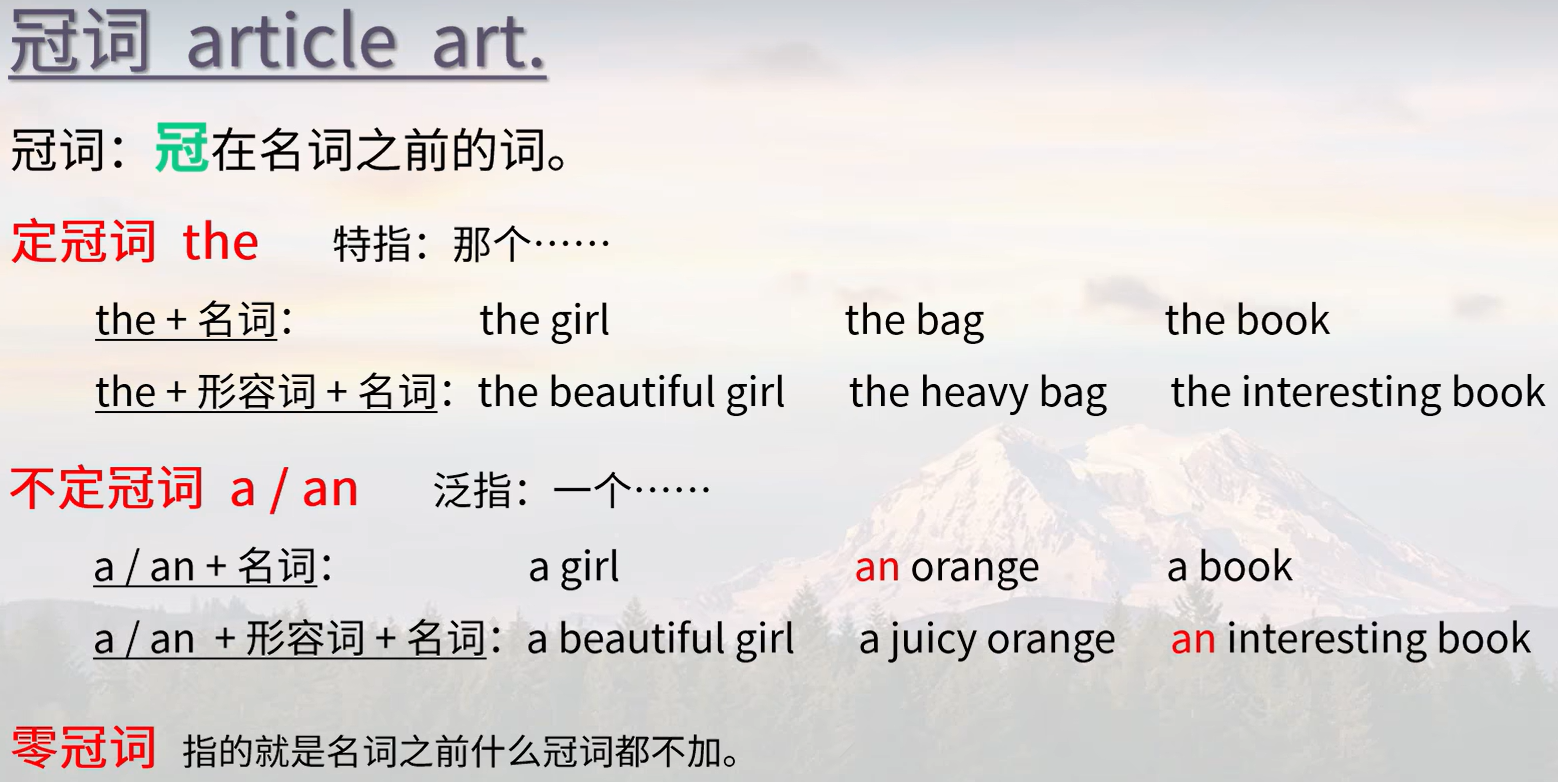 冠词 article art.
冠词：冠在名词之前的词。
定冠词 the 特指：那个……
the + 名词： the girl the bag the book
the + 形容词 + 名词：the beautiful girl the heavy bag the interesting book
不定冠词 a / an 泛指：一个……
a / an + 名词： a girl an orange a book
a / an + 形容词 + 名词：a beautiful girl a juicy orange an interesting book
零冠词 指的就是名词之前什么冠词都不加。